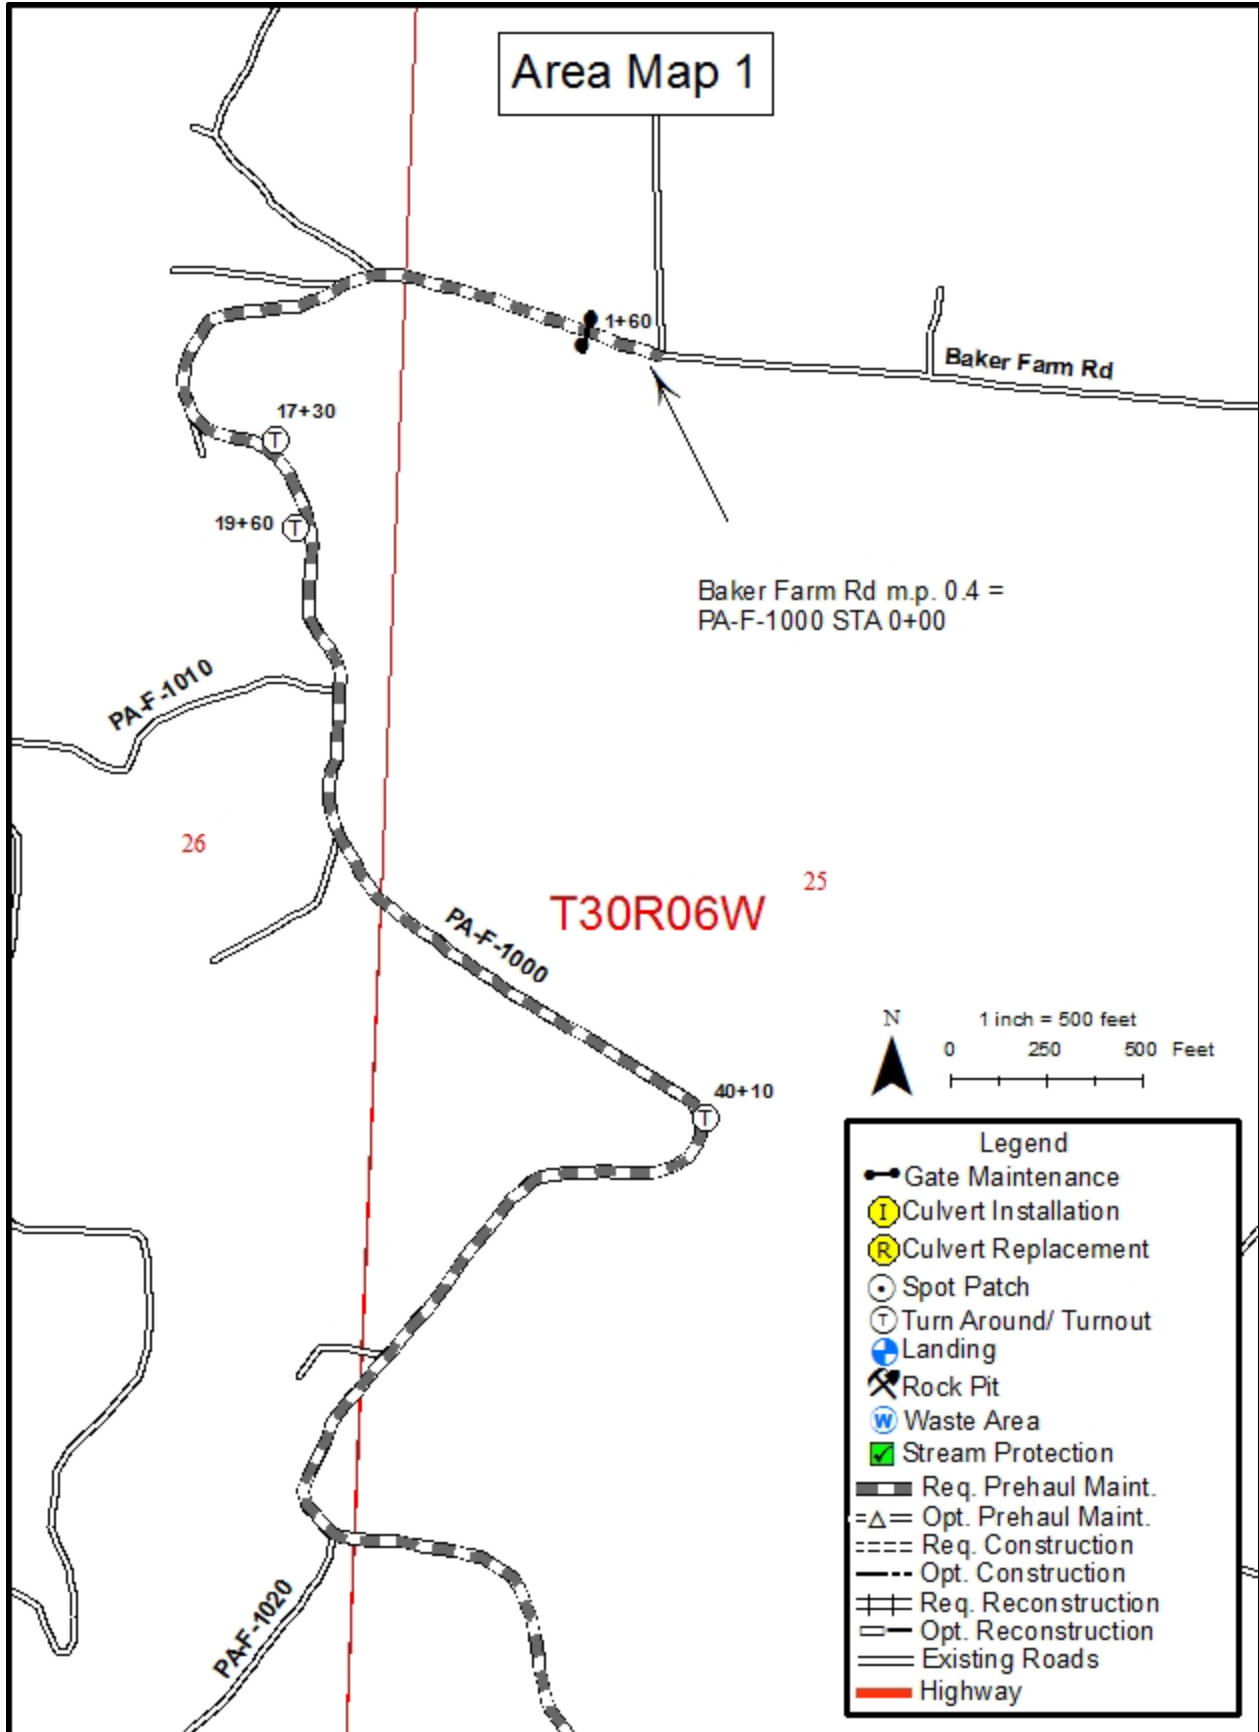 Area Map 1
1+60
Baker Farm Rd
17+30
T
19+60
T
Baker Farm Rd m.p. 0.4 =
PA-F-1000 STA 0+00
PA-F-1010
26
25
T30R06W
PA-F-1000
N
1 inch = 500 feet
0 250 500 Feet
40+10
T
Legend
Gate Maintenance
I Culvert Installation
R Culvert Replacement
Spot Patch
T Turn Around/ Turnout
Landing
Rock Pit
W Waste Area
Stream Protection
Req. Prehaul Maint.
Opt. Prehaul Maint.
Req. Construction
Opt. Construction
Req. Reconstruction
Opt. Reconstruction
Existing Roads
Highway
PA-F-1020